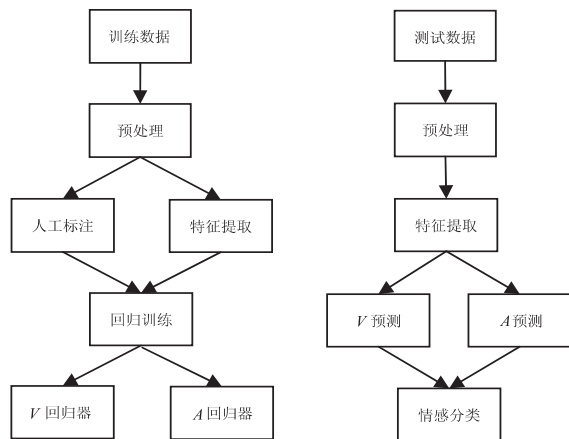 训练数据
预处理
人工标注
特征提取
回归训练
V 回归器
A 回归器
测试数据
预处理
特征提取
V 预测
A 预测
情感分类